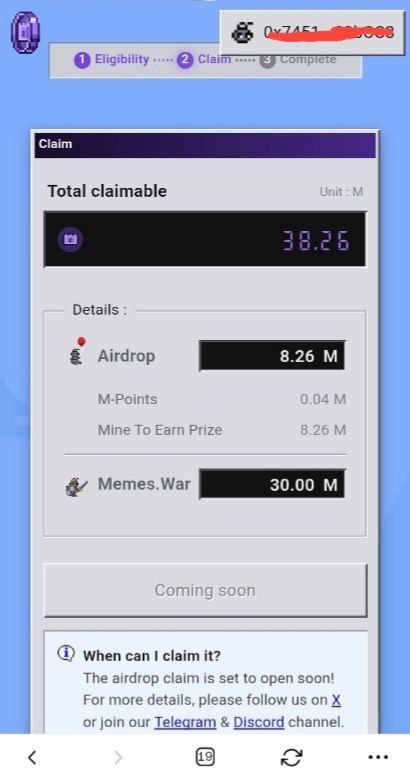 1 Eligibility ····· 2 Claim ····· 3 Complete
Claim
Total claimable Unit : M
38.26
Details :
Airdrop 8.26 M
M-Points 0.04 M
Mine To Earn Prize 8.26 M
Memes.War 30.00 M
Coming soon
When can I claim it?
The airdrop claim is set to open soon!
For more details, please follow us on X
or join our Telegram & Discord channel.
19